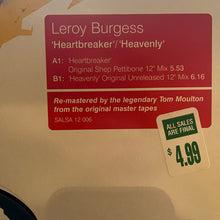 Leroy Burgess
'Heartbreaker'/'Heavenly'
A1: 'Heartbreaker'
Original Shep Pettibone 12" Mix 5.53
B1: 'Heavenly' Original Unreleased 12" Mix 6.16
Re-mastered by the legendary Tom Moulton
from the original master tapes
SALSA 12 006
ALL SALES
ARE FINAL
$4.99